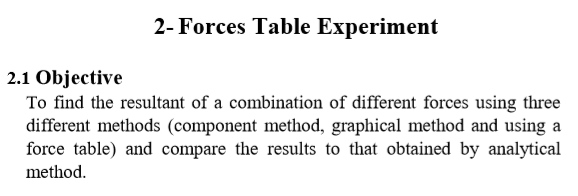 2- Forces Table Experiment
2.1 Objective
To find the resultant of a combination of different forces using three
different methods (component method, graphical method and using a
force table) and compare the results to that obtained by analytical
method.